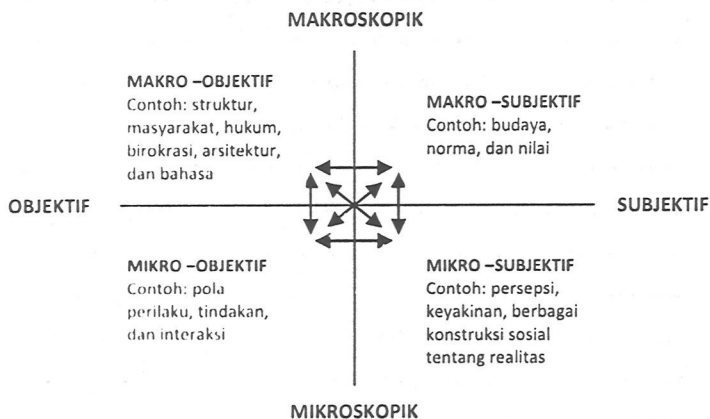 MAKROSKOPIK
MAKRO –OBJEKTIF
Contoh: struktur,
masyarakat, hukum,
birokrasi, arsitektur,
dan bahasa
MAKRO –SUBJEKTIF
Contoh: budaya,
norma, dan nilai
OBJEKTIF
SUBJEKTIF
MIKRO –OBJEKTIF
Contoh: pola
perilaku, tindakan,
dan interaksi
MIKRO –SUBJEKTIF
Contoh: persepsi,
keyakinan, berbagai
konstruksi sosial
tentang realitas
MIKROSKOPIK